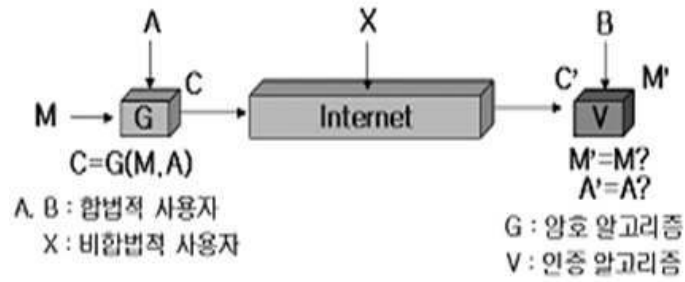 A X B
C C' M'
M G Internet V
C=G(M,A) M'=M?
A'=A?
A, B : 합법적 사용자
X : 비합법적 사용자
G : 암호 알고리즘
V : 인증 알고리즘